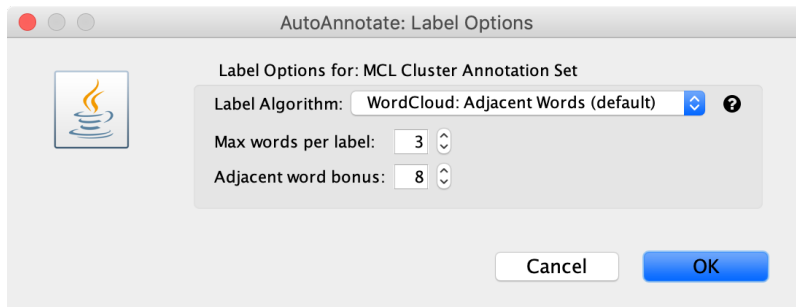 AutoAnnotate: Label Options
Label Options for: MCL Cluster Annotation Set
Label Algorithm: WordCloud: Adjacent Words (default) ?
Max words per label: 3
Adjacent word bonus: 8
Cancel OK